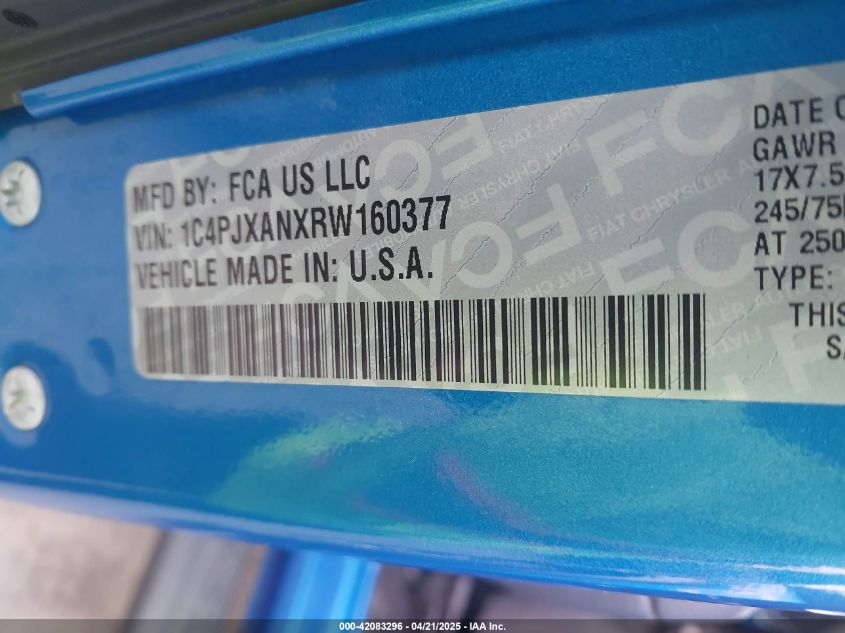 MFD BY: FCA US LLC
VIN: 1C4PJXANXRW160377
VEHICLE MADE IN: U.S.A.
DATE O
GAWR
17X7.5
245/75
AT 250
TYPE:
THIS
000-42083296 - 04/21/2025 - IAA Inc.